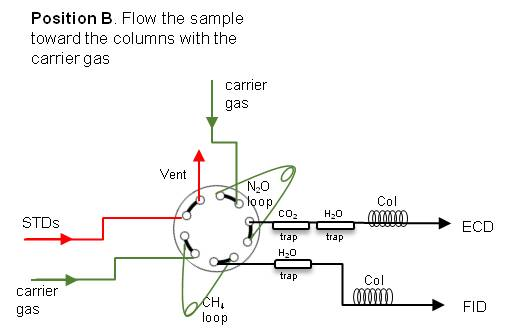 Position B. Flow the sample
toward the columns with the
carrier gas
carrier
gas
Vent
N₂O
loop
STDs
CO₂
trap
H₂O
trap
Col
ECD
H₂O
trap
carrier
gas
CH₄
loop
Col
FID